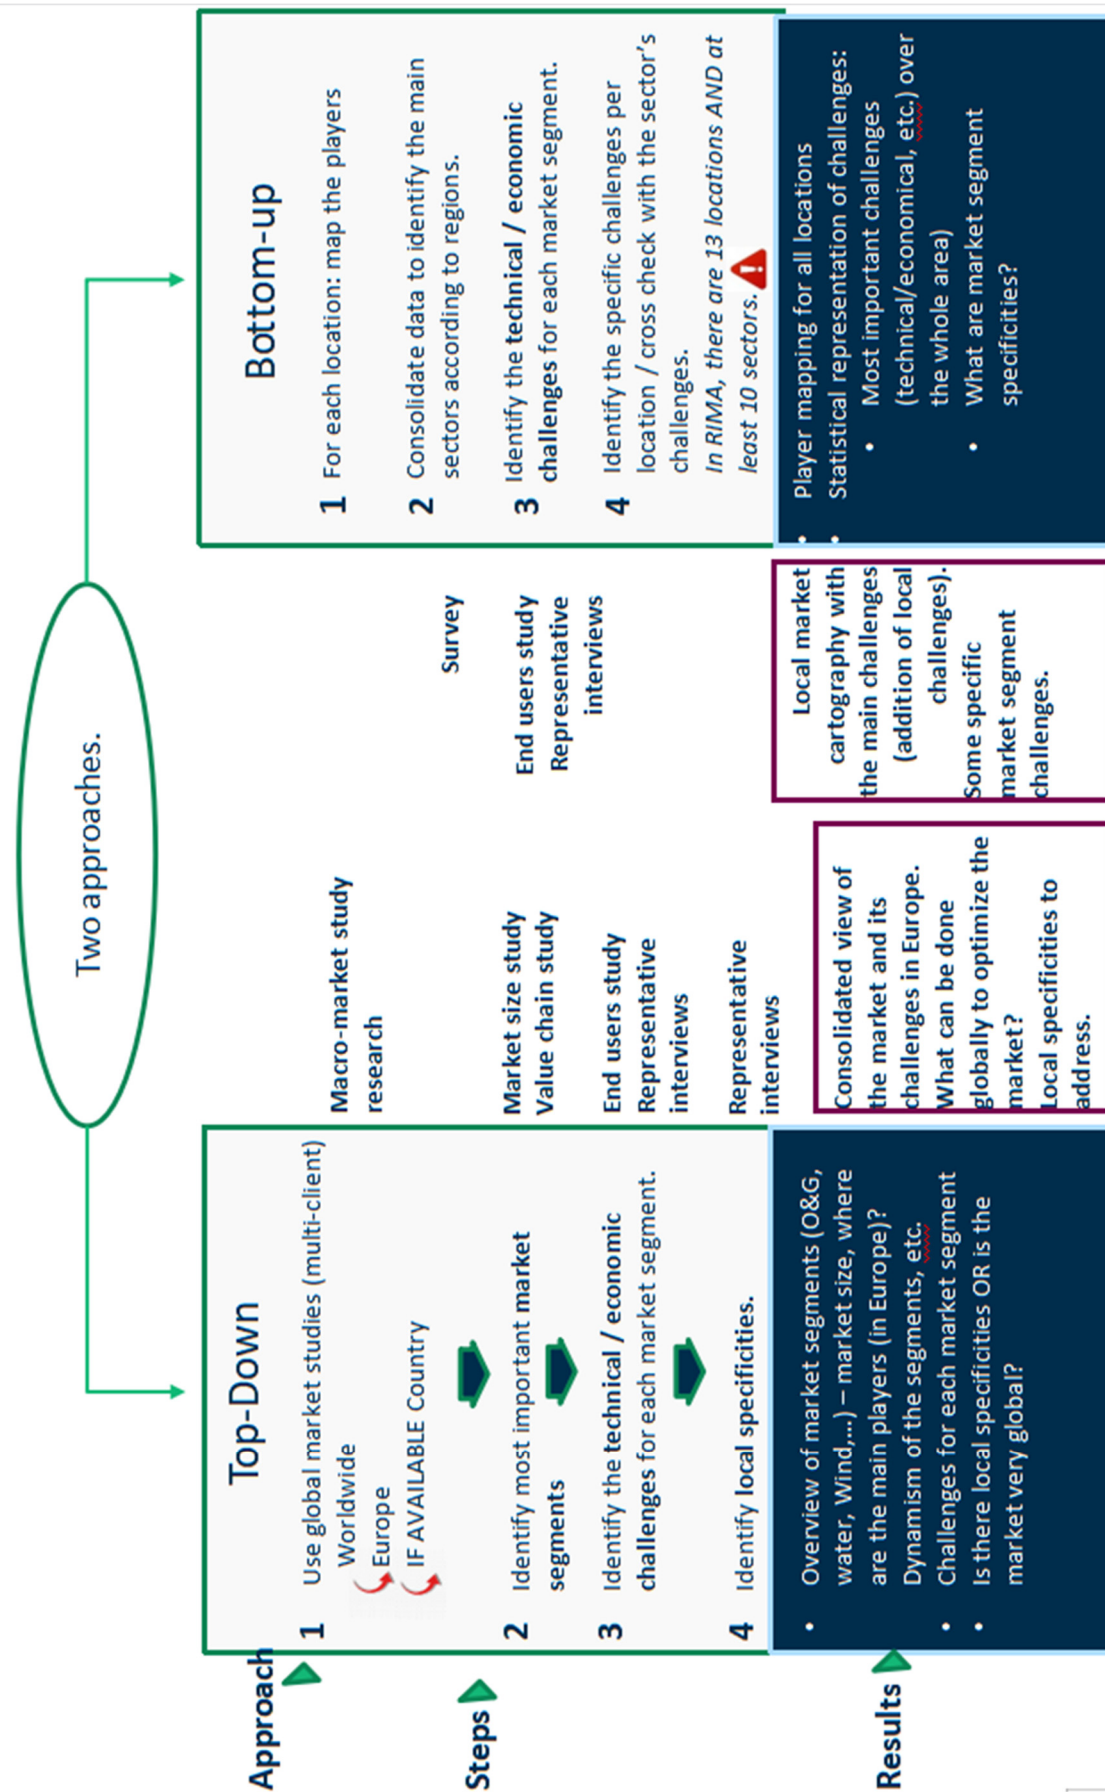 Two approaches.
Approach
Top-Down
1 Use global market studies (multi-client)
Worldwide
Europe
IF AVAILABLE Country
Steps
2 Identify most important market
segments
3 Identify the technical / economic
challenges for each market segment.
4 Identify local specificities.
Results
• Overview of market segments (O&G,
water, Wind,...) – market size, where
are the main players (in Europe)?
Dynamism of the segments, etc.
• Challenges for each market segment
• Is there local specificities OR is the
market very global?
Macro-market study
research
Market size study
Value chain study
End users study
Representative
interviews
Representative
interviews
Consolidated view of
the market and its
challenges in Europe.
What can be done
globally to optimize the
market?
Local specificities to
address.
Survey
End users study
Representative
interviews
Local market
cartography with
the main challenges
(addition of local
challenges).
Some specific
market segment
challenges.
Bottom-up
1 For each location: map the players
2 Consolidate data to identify the main
sectors according to regions.
3 Identify the technical / economic
challenges for each market segment.
4 Identify the specific challenges per
location / cross check with the sector's
challenges.
In RIMA, there are 13 locations AND at
least 10 sectors.
• Player mapping for all locations
• Statistical representation of challenges:
• Most important challenges
(technical/economical, etc.) over
the whole area)
• What are market segment
specificities?